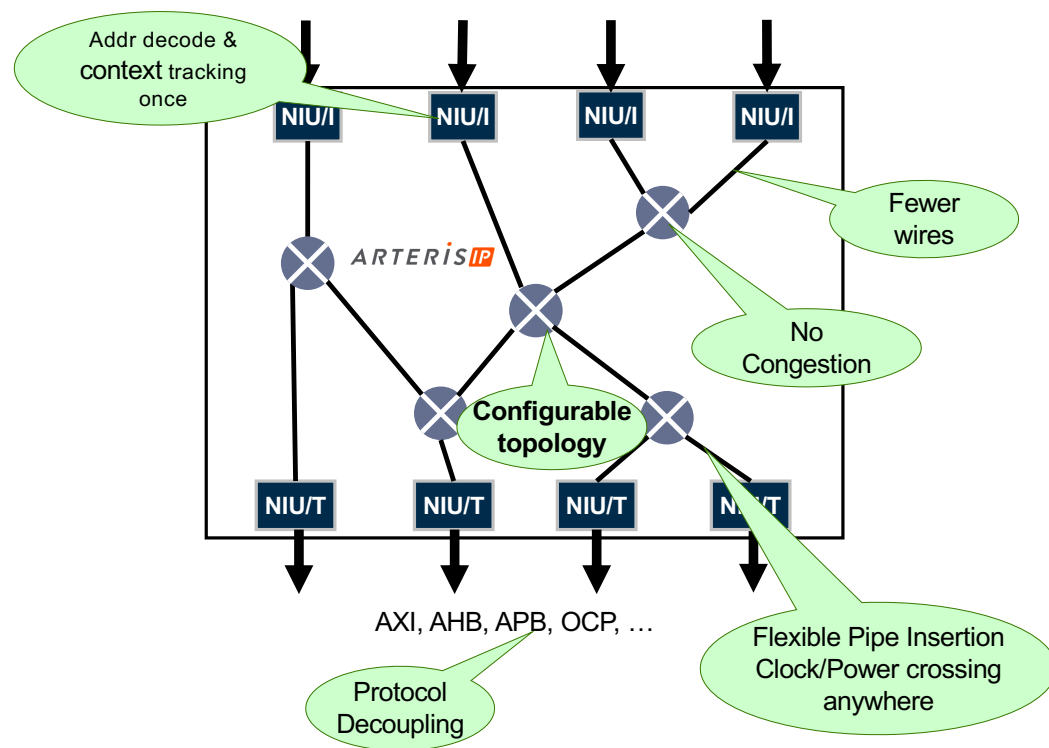 Addr decode &
context tracking
once
NIU/I
NIU/I
NIU/I
NIU/I
Fewer
wires
ARTERIS IP
No
Congestion
Configurable
topology
NIU/T
NIU/T
NIU/T
NIU/T
AXI, AHB, APB, OCP, ...
Flexible Pipe Insertion
Clock/Power crossing
anywhere
Protocol
Decoupling